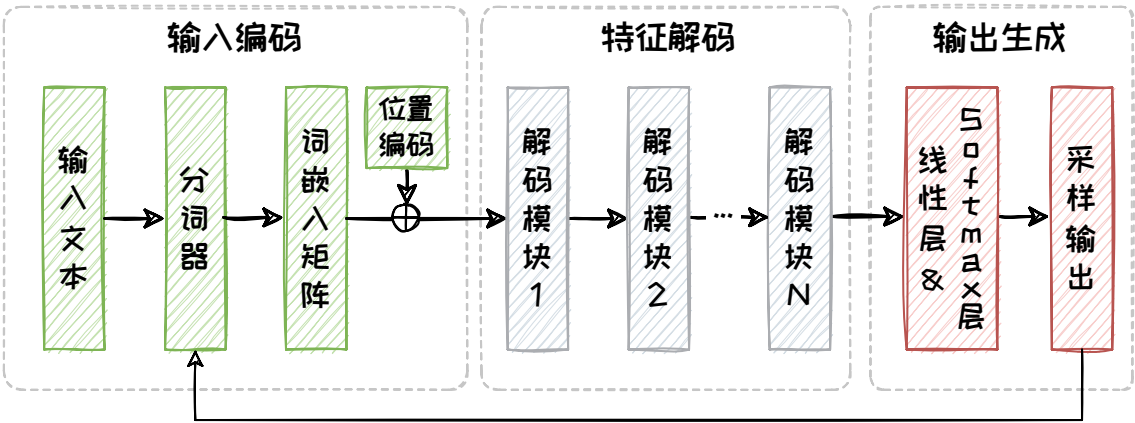 输入编码
输入文本
分词器
词嵌入矩阵
位置
编码
特征解码
解码模块1
解码模块2
...
解码模块N
输出生成
线性层&
Softmax层
采样输出